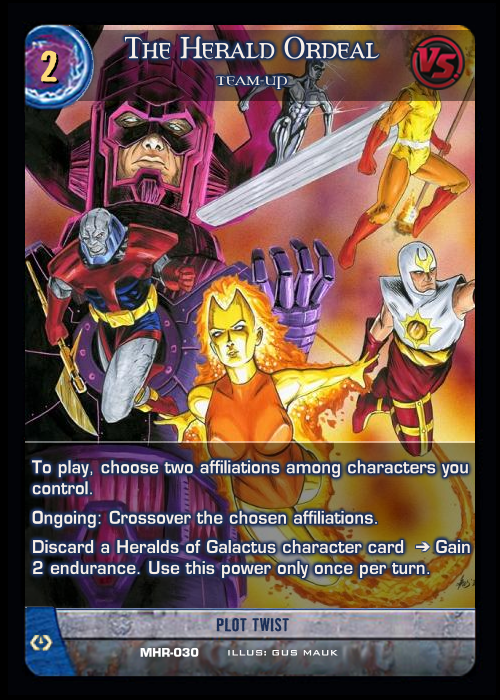 2
The Herald Ordeal
VS
TEAM-UP
To play, choose two affiliations among characters you
control.
Ongoing: Crossover the chosen affiliations.
Discard a Heralds of Galactus character card ➔ Gain
2 endurance. Use this power only once per turn.
PLOT TWIST
MHR-030 ILLUS: GUS MAUK